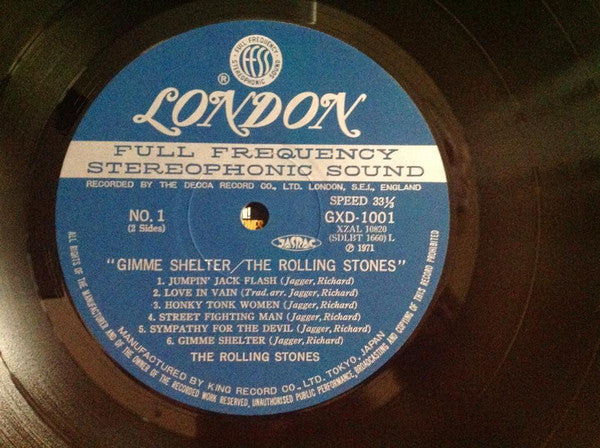 FULL FREQUENCY
ffss
STEREOPHONIC SOUND
®
LONDON
FULL FREQUENCY
STEREOPHONIC SOUND
RECORDED BY THE DECCA RECORD CO., LTD. LONDON, S.E.I., ENGLAND
SPEED 33⅓
NO. 1
GXD-1001
(2 Sides)
XZAL 10820
(SDLBT 1660) L
JASRAC
Ⓟ 1971
"GIMME SHELTER/THE ROLLING STONES"
1. JUMPIN' JACK FLASH (Jagger, Richard)
2. LOVE IN VAIN (Trad. arr. Jagger, Richard)
3. HONKY TONK WOMEN (Jagger, Richard)
4. STREET FIGHTING MAN (Jagger, Richard)
5. SYMPATHY FOR THE DEVIL (Jagger, Richard)
6. GIMME SHELTER (Jagger, Richard)
THE ROLLING STONES
MANUFACTURED BY KING RECORD CO., LTD. TOKYO, JAPAN
ALL RIGHTS OF THE MANUFACTURER AND OF THE OWNER OF THE RECORDED WORK RESERVED, UNAUTHORISED PUBLIC PERFORMANCE, BROADCASTING AND COPYING OF THIS RECORD PROHIBITED